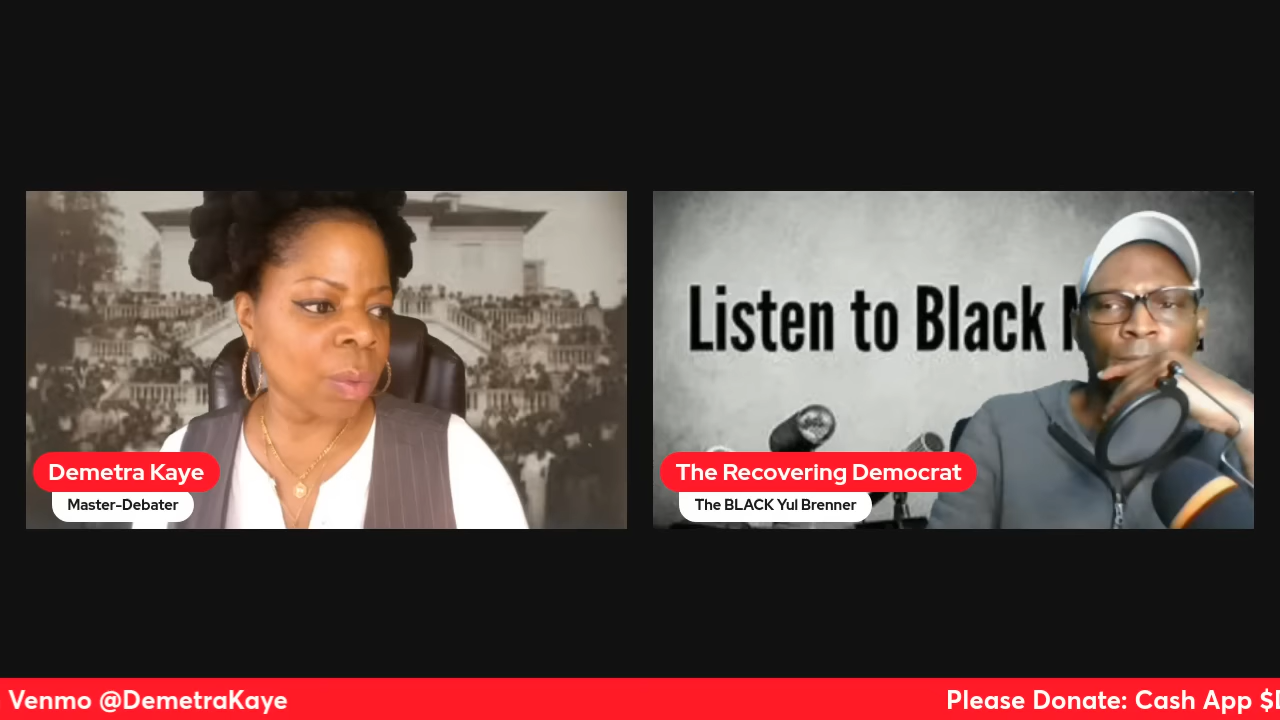 Listen to Black
Demetra Kaye
Master-Debater
The Recovering Democrat
The BLACK Yul Brenner
Venmo @DemetraKaye
Please Donate: Cash App